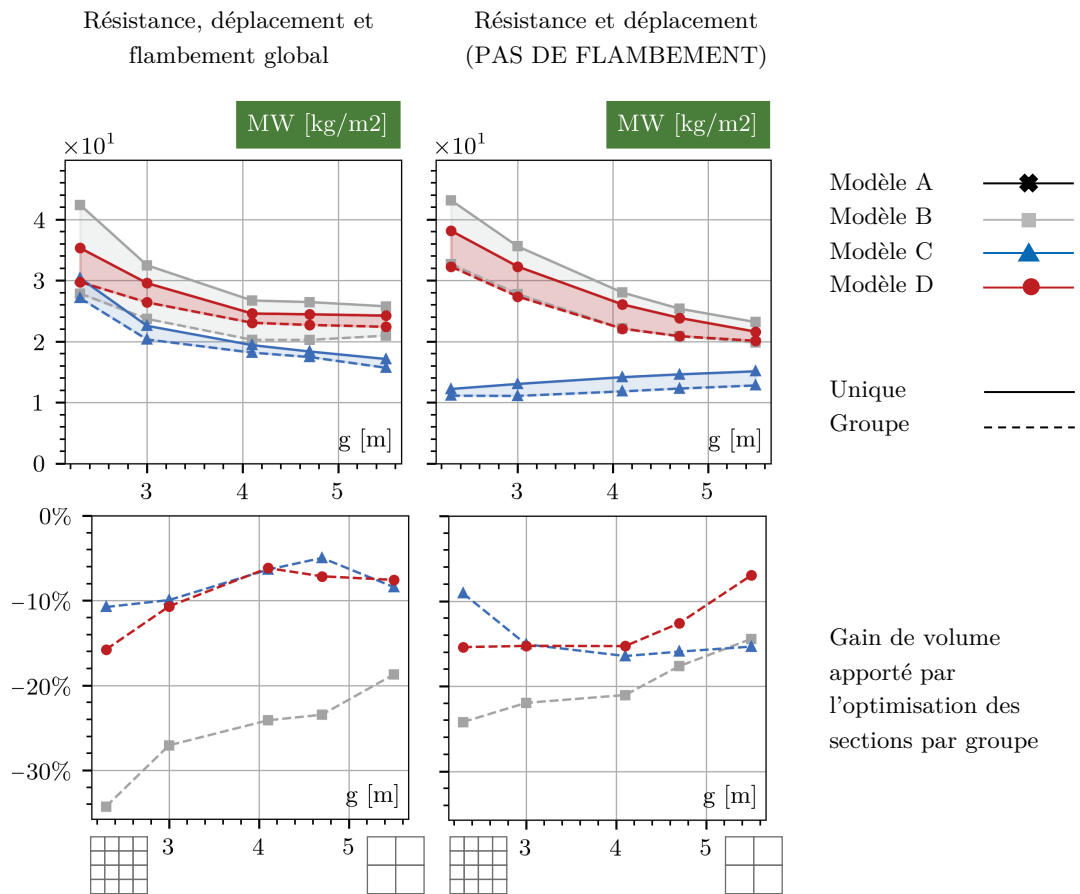 Résistance, déplacement et
flambement global
Résistance et déplacement
(PAS DE FLAMBEMENT)
MW [kg/m2]
MW [kg/m2]
×10¹
×10¹
4
3
2
1
0
g [m]
g [m]
3 4 5
3 4 5
Modèle A
Modèle B
Modèle C
Modèle D
Unique
Groupe
0%
−10%
−20%
−30%
g [m]
g [m]
3 4 5
3 4 5
Gain de volume
apporté par
l'optimisation des
sections par groupe